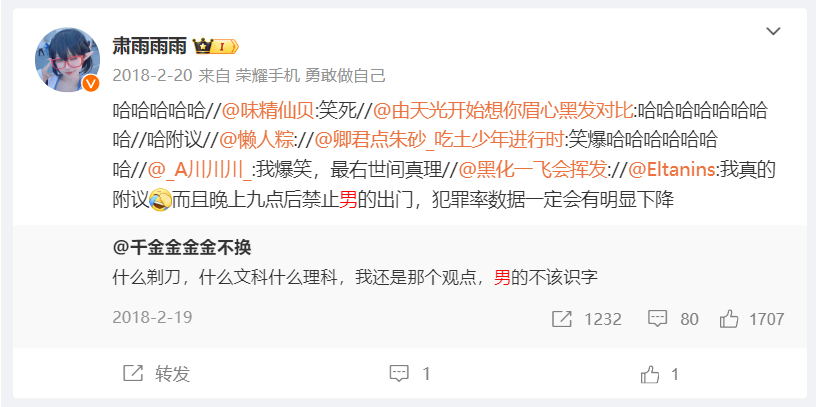 肃雨雨雨 I
2018-2-20 来自 荣耀手机 勇敢做自己
哈哈哈哈哈//@味精仙贝:笑死//@由天光开始想你眉心黑发对比:哈哈哈哈哈哈哈
哈//哈附议//@懒人粽://@卿君点朱砂_吃土少年进行时:笑爆哈哈哈哈哈哈
哈//@_A川川川_:我爆笑，最右世间真理//@黑化一飞会挥发://@Eltanins:我真的
附议而且晚上九点后禁止男的出门，犯罪率数据一定会有明显下降
@千金金金金不换
什么剃刀，什么文科什么理科，我还是那个观点，男的不该识字
2018-2-19 1232 80 1707
转发 1 1